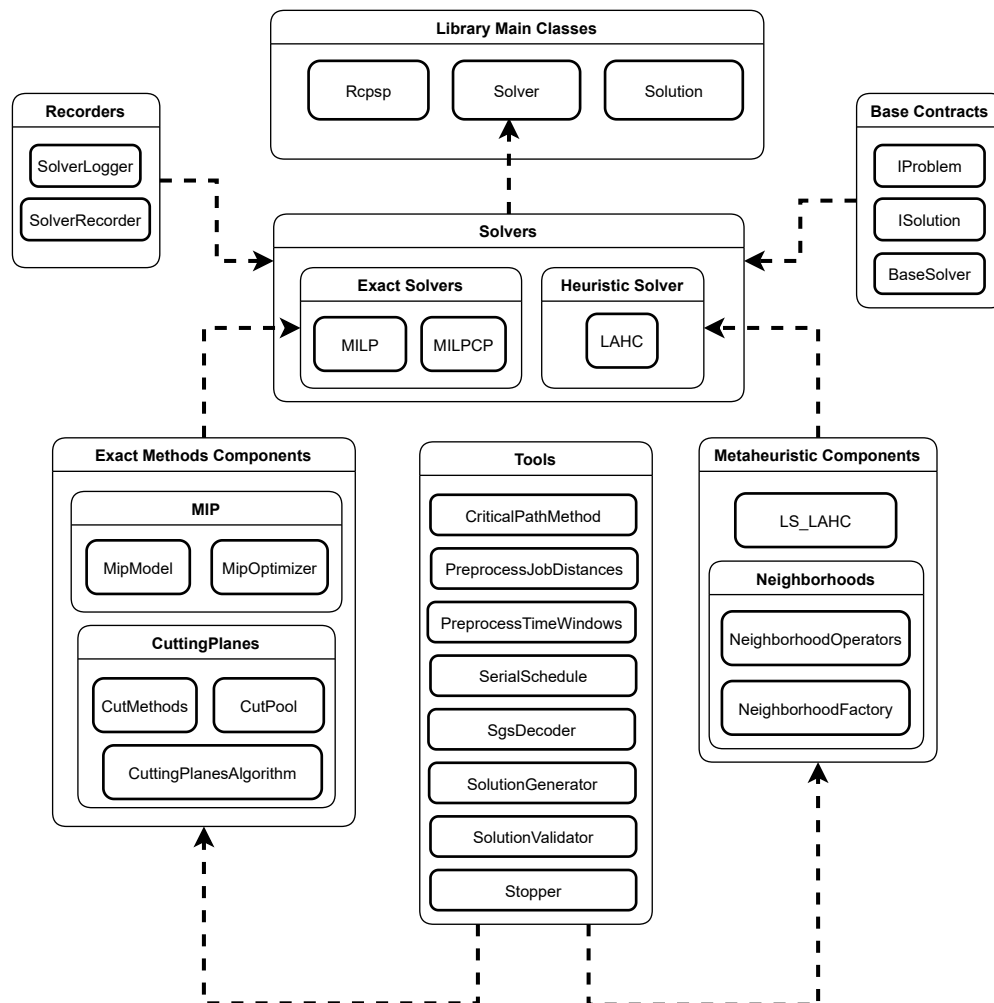 Library Main Classes
Rcpsp
Solver
Solution
Recorders
SolverLogger
SolverRecorder
Base Contracts
IProblem
ISolution
BaseSolver
Solvers
Exact Solvers
MILP
MILPCP
Heuristic Solver
LAHC
Exact Methods Components
MIP
MipModel
MipOptimizer
CuttingPlanes
CutMethods
CutPool
CuttingPlanesAlgorithm
Tools
CriticalPathMethod
PreprocessJobDistances
PreprocessTimeWindows
SerialSchedule
SgsDecoder
SolutionGenerator
SolutionValidator
Stopper
Metaheuristic Components
LS_LAHC
Neighborhoods
NeighborhoodOperators
NeighborhoodFactory